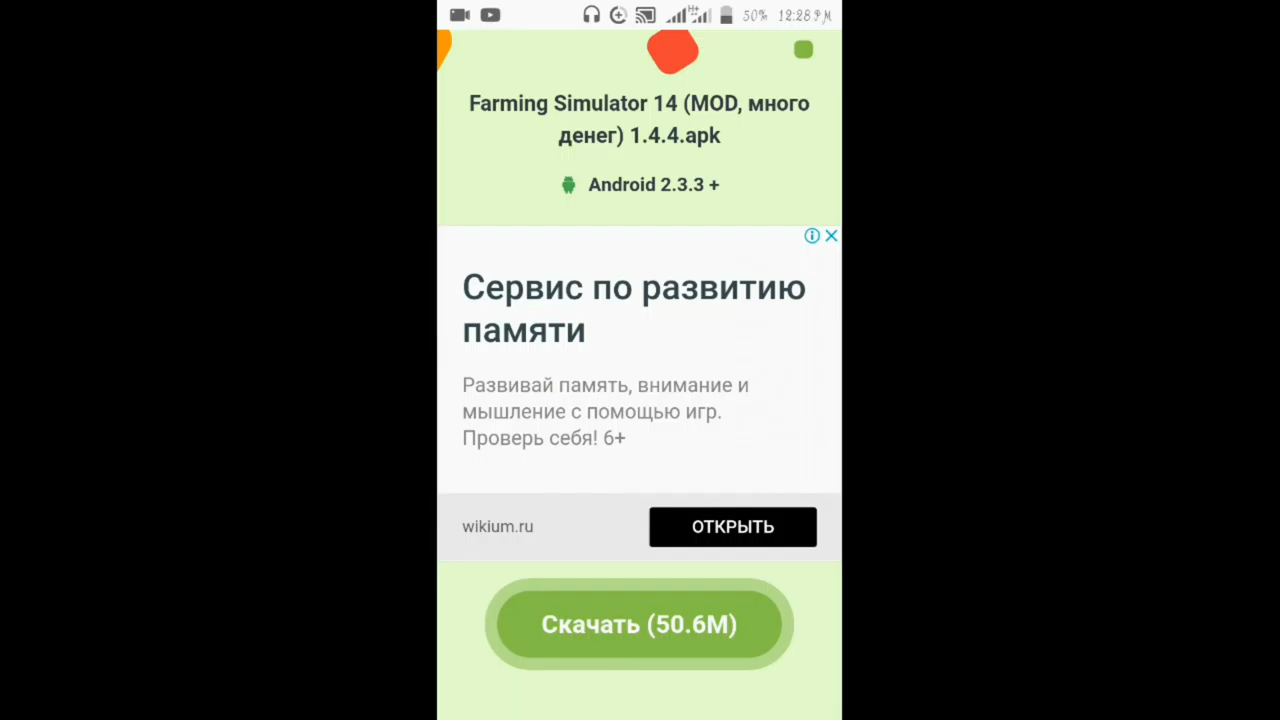 50% 12:28 PM
Farming Simulator 14 (MOD, много
денег) 1.4.4.apk
Android 2.3.3 +
Сервис по развитию
памяти
Развивай память, внимание и
мышление с помощью игр.
Проверь себя! 6+
wikium.ru
ОТКРЫТЬ
Скачать (50.6M)